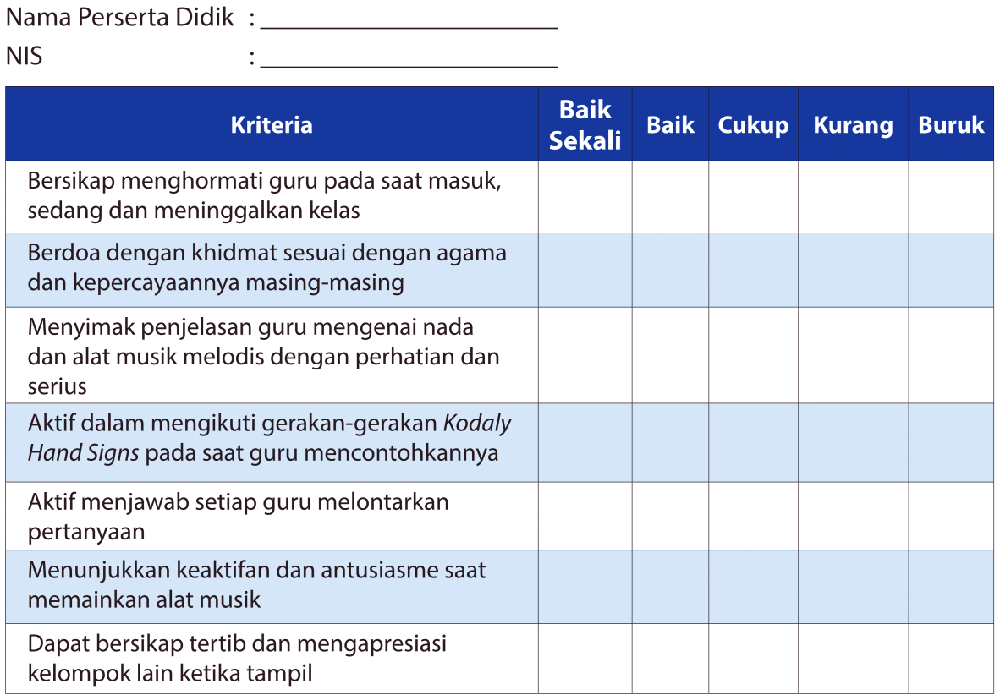 Nama Perserta Didik : ____________________
NIS : ____________________
Kriteria Baik Sekali Baik Cukup Kurang Buruk
Bersikap menghormati guru pada saat masuk,
sedang dan meninggalkan kelas
Berdoa dengan khidmat sesuai dengan agama
dan kepercayaannya masing-masing
Menyimak penjelasan guru mengenai nada
dan alat musik melodis dengan perhatian dan
serius
Aktif dalam mengikuti gerakan-gerakan Kodaly
Hand Signs pada saat guru mencontohkannya
Aktif menjawab setiap guru melontarkan
pertanyaan
Menunjukkan keaktifan dan antusiasme saat
memainkan alat musik
Dapat bersikap tertib dan mengapresiasi
kelompok lain ketika tampil